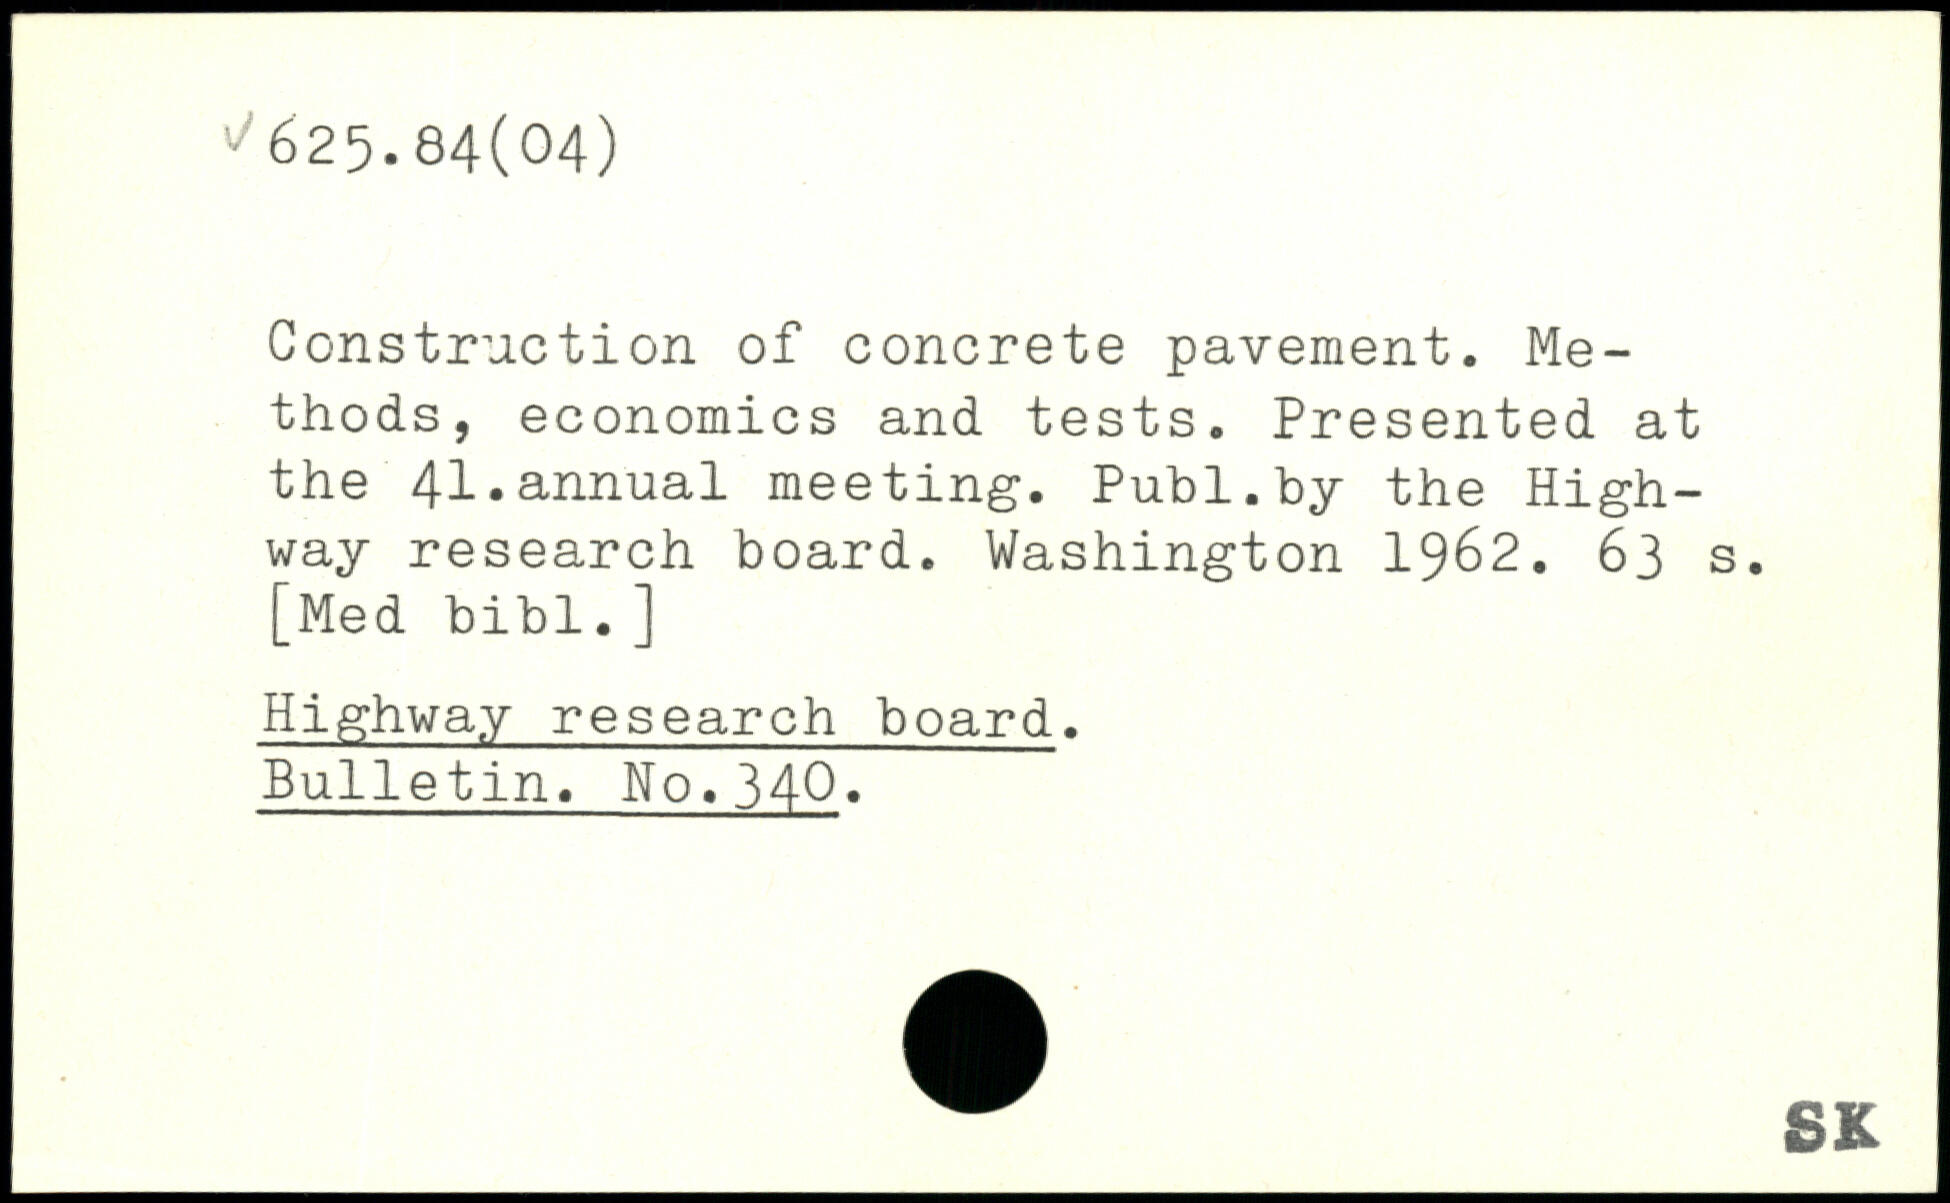 ✓ 625.84(04)
Construction of concrete pavement. Me-
thods, economics and tests. Presented at
the 41.annual meeting. Publ.by the High-
way research board. Washington 1962. 63 s.
[Med bibl.]
Highway research board.
Bulletin. No.340.
SK